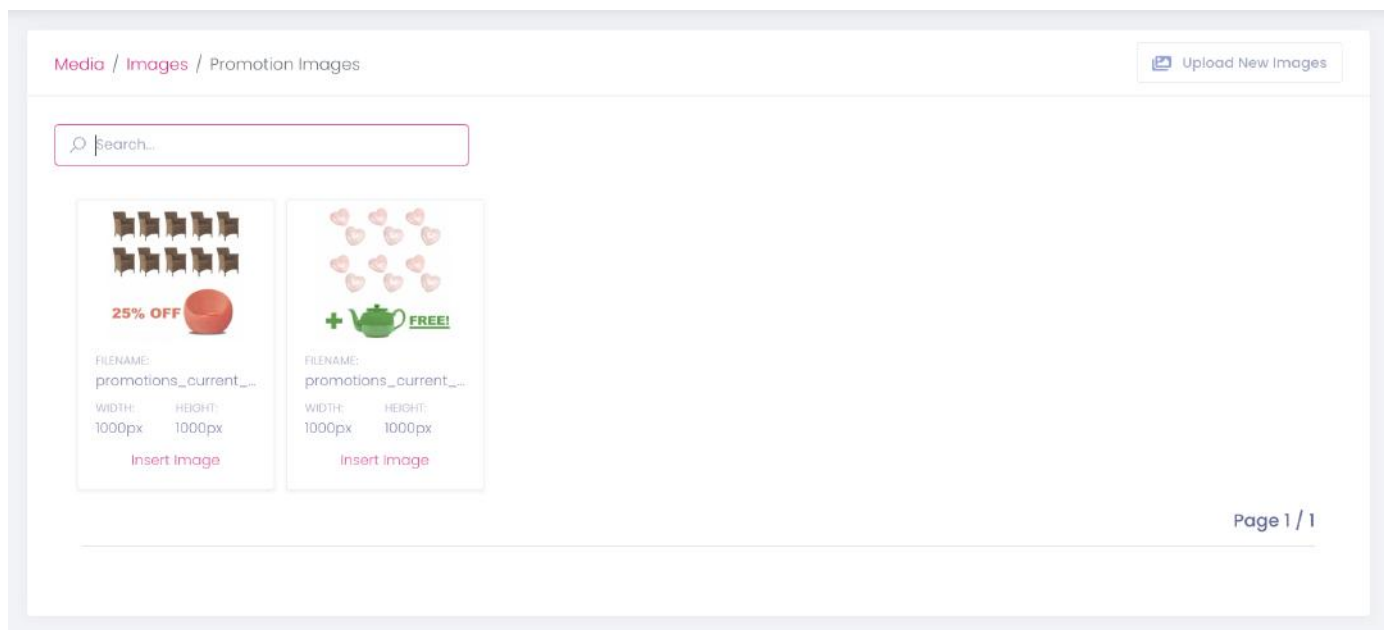 Media / Images / Promotion Images
Upload New Images
Search...
25% OFF
+ FREE!
FILENAME:
promotions_current_...
WIDTH: HEIGHT:
1000px 1000px
Insert Image
FILENAME:
promotions_current_...
WIDTH: HEIGHT:
1000px 1000px
Insert Image
Page 1 / 1